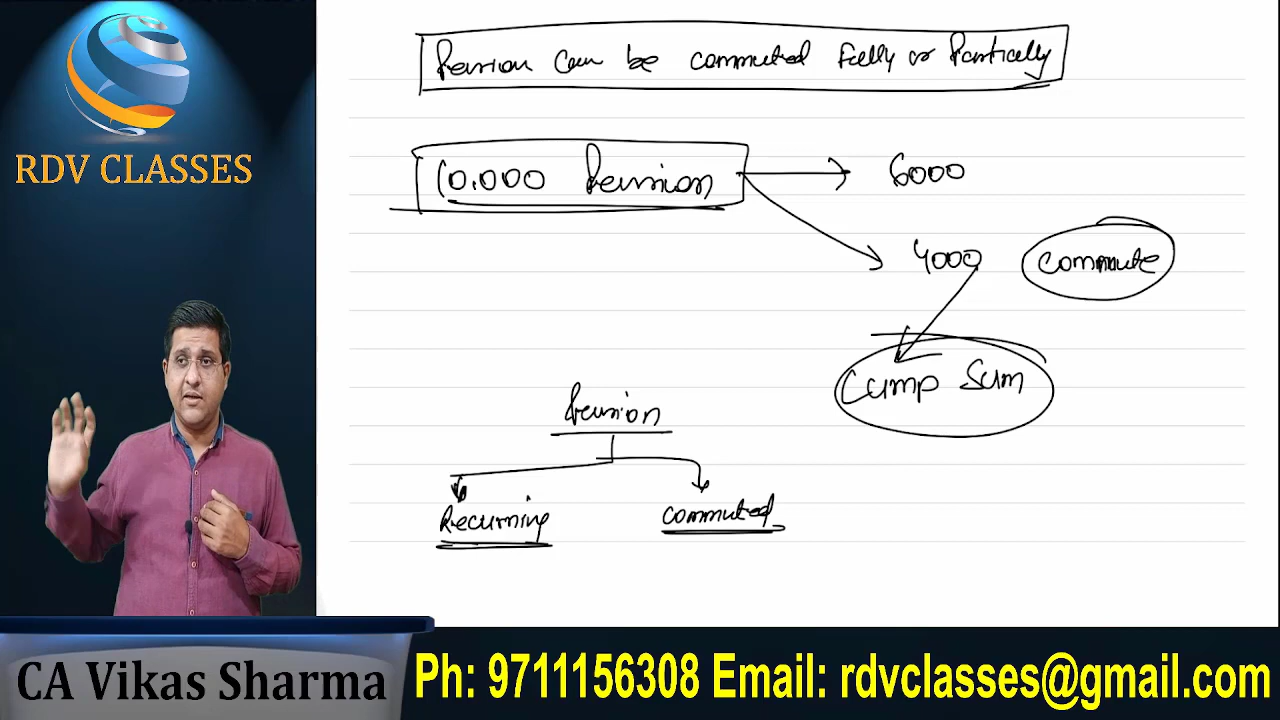 RDV CLASSES
Pension can be commuted Fully or Partically
10,000 Pension
6000
4000 commute
Lump Sum
Pension
Recurring commuted
CA Vikas Sharma
Ph: 9711156308 Email: rdvclasses@gmail.com